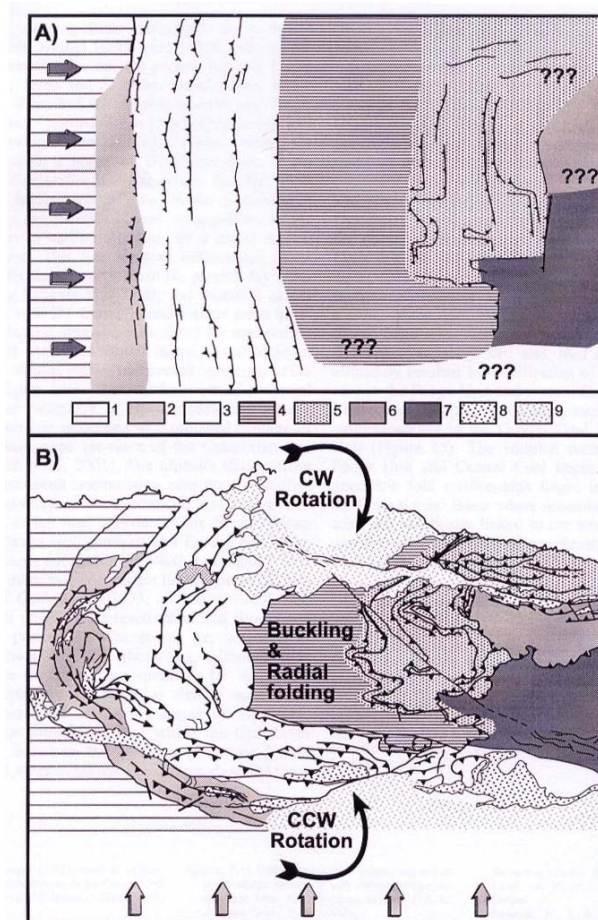 A)
???
???
???
???
1 2 3 4 5 6 7 8 9
B)
CW
Rotation
Buckling
&
Radial
folding
CCW
Rotation